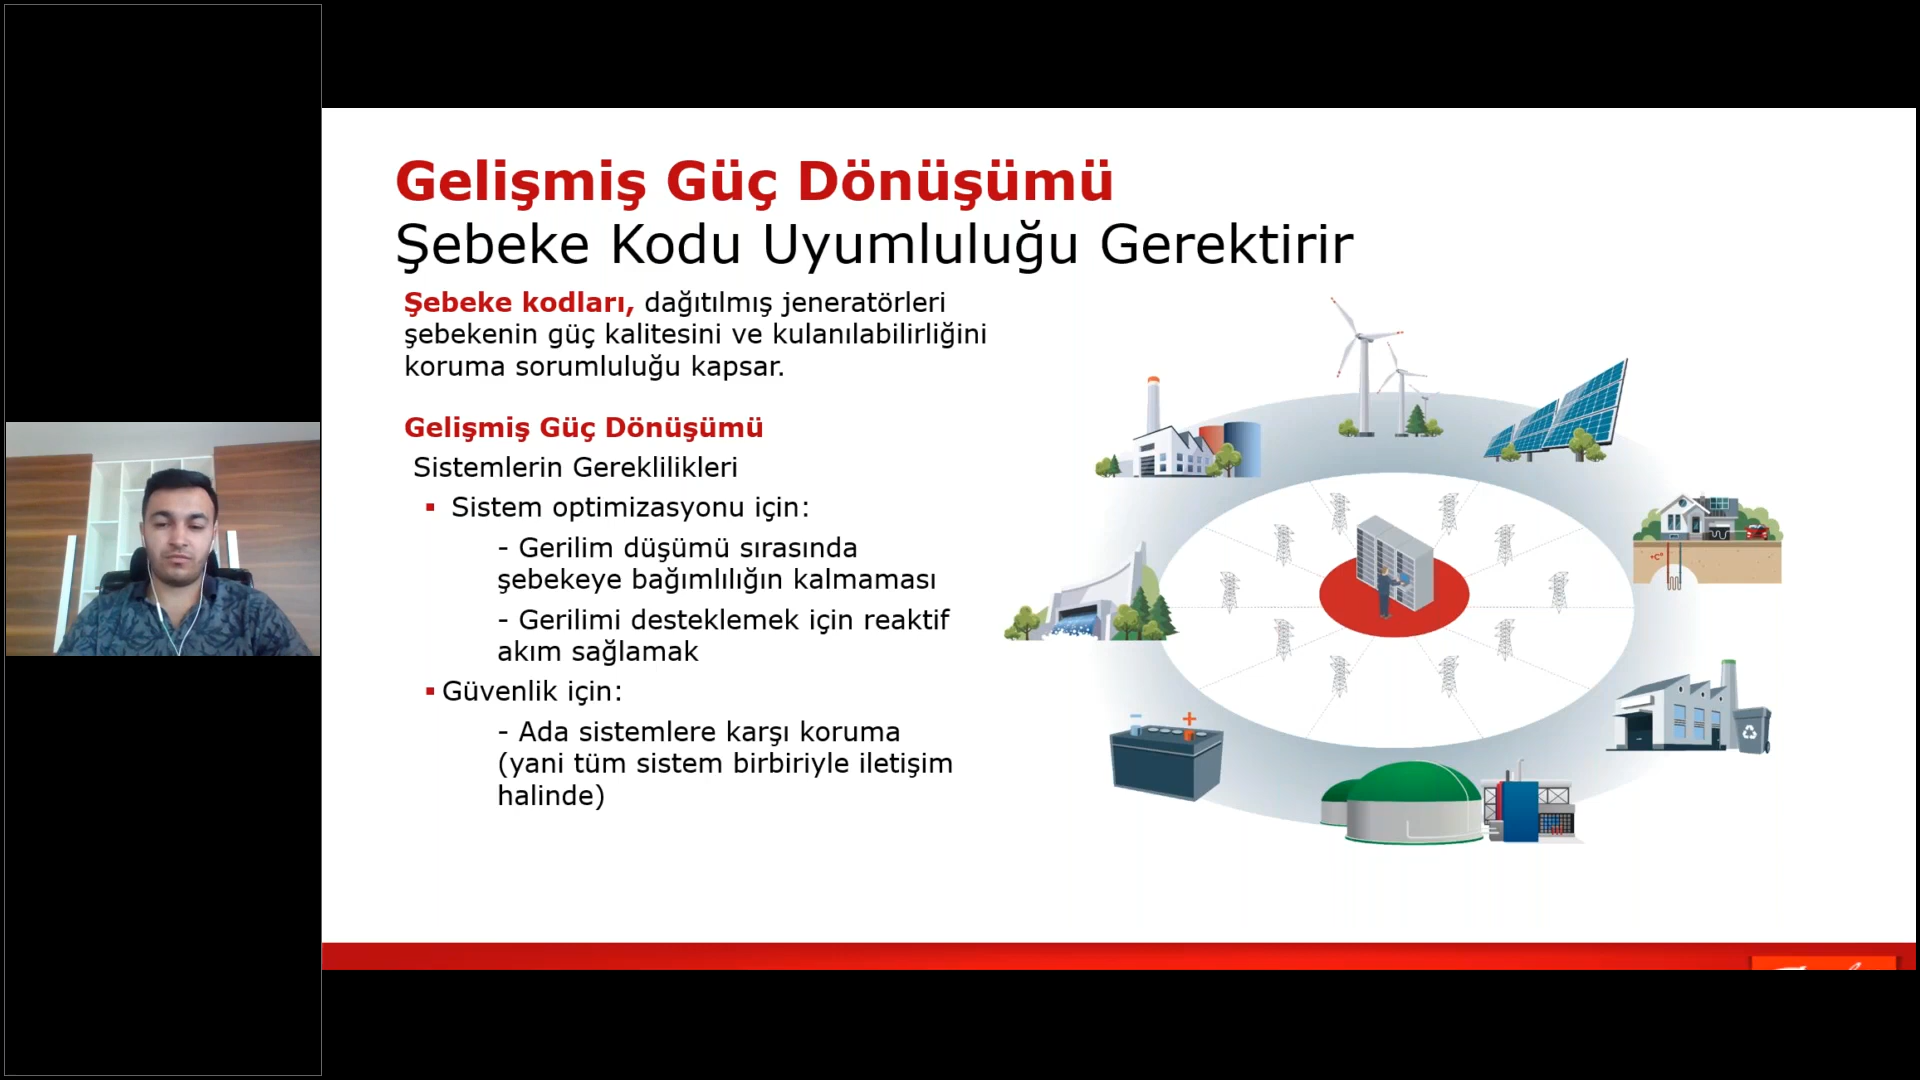 Gelişmiş Güç Dönüşümü
Şebeke Kodu Uyumluluğu Gerektirir
Şebeke kodları, dağıtılmış jeneratörleri
şebekenin güç kalitesini ve kulanılabilirliğini
koruma sorumluluğu kapsar.
Gelişmiş Güç Dönüşümü
Sistemlerin Gereklilikleri
▪ Sistem optimizasyonu için:
- Gerilim düşümü sırasında
şebekeye bağımlılığın kalmaması
- Gerilimi desteklemek için reaktif
akım sağlamak
▪ Güvenlik için:
- Ada sistemlere karşı koruma
(yani tüm sistem birbiriyle iletişim
halinde)
°C